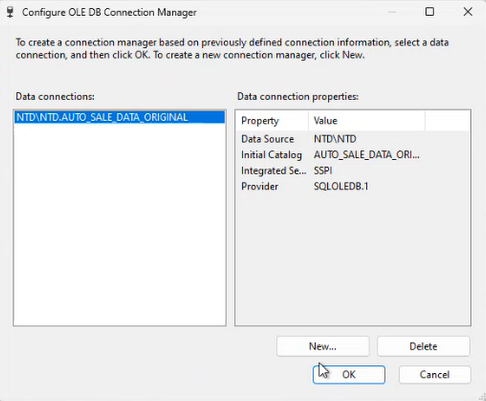 Configure OLE DB Connection Manager
To create a connection manager based on previously defined connection information, select a data
connection, and then click OK. To create a new connection manager, click New.
Data connections:
NTD\NTD.AUTO_SALE_DATA_ORIGINAL
Data connection properties:
Property Value
Data Source NTD\NTD
Initial Catalog AUTO_SALE_DATA_ORI...
Integrated Se... SSPI
Provider SQLOLEDB.1
New... Delete
OK Cancel